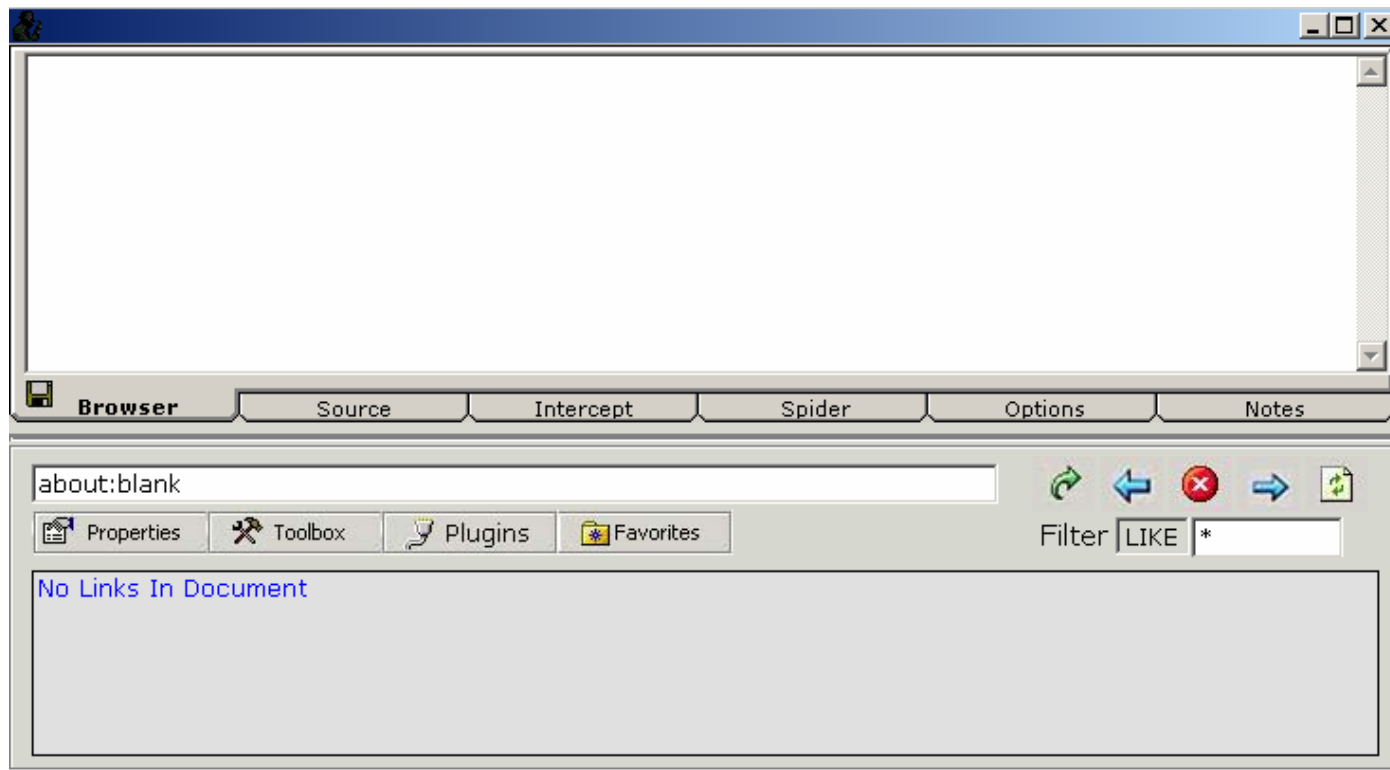 Browser Source Intercept Spider Options Notes
about:blank
Properties Toolbox Plugins Favorites Filter LIKE *
No Links In Document